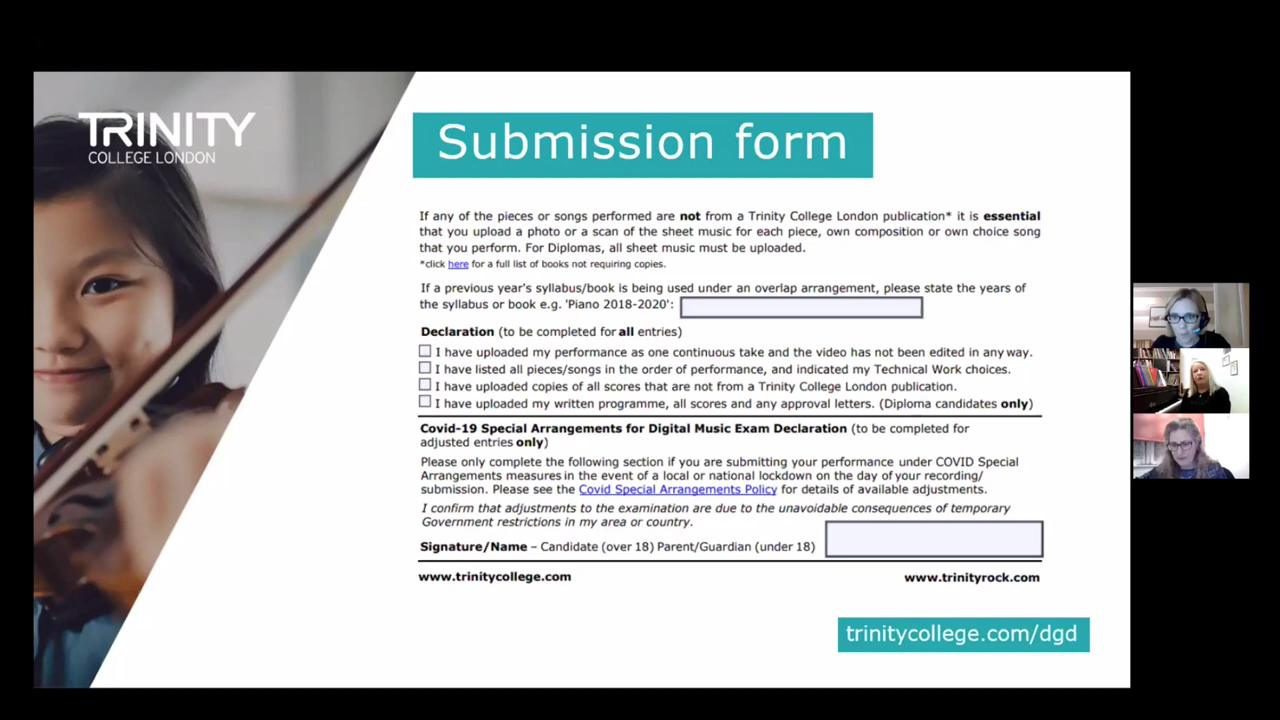 TRINITY
COLLEGE LONDON
Submission form
If any of the pieces or songs performed are not from a Trinity College London publication* it is essential
that you upload a photo or a scan of the sheet music for each piece, own composition or own choice song
that you perform. For Diplomas, all sheet music must be uploaded.
*click here for a full list of books not requiring copies.
If a previous year's syllabus/book is being used under an overlap arrangement, please state the years of
the syllabus or book e.g. 'Piano 2018-2020':
Declaration (to be completed for all entries)
I have uploaded my performance as one continuous take and the video has not been edited in any way.
I have listed all pieces/songs in the order of performance, and indicated my Technical Work choices.
I have uploaded copies of all scores that are not from a Trinity College London publication.
I have uploaded my written programme, all scores and any approval letters. (Diploma candidates only)
Covid-19 Special Arrangements for Digital Music Exam Declaration (to be completed for
adjusted entries only)
Please only complete the following section if you are submitting your performance under COVID Special
Arrangements measures in the event of a local or national lockdown on the day of your recording/
submission. Please see the Covid Special Arrangements Policy for details of available adjustments.
I confirm that adjustments to the examination are due to the unavoidable consequences of temporary
Government restrictions in my area or country.
Signature/Name – Candidate (over 18) Parent/Guardian (under 18)
www.trinitycollege.com
www.trinityrock.com
trinitycollege.com/dgd